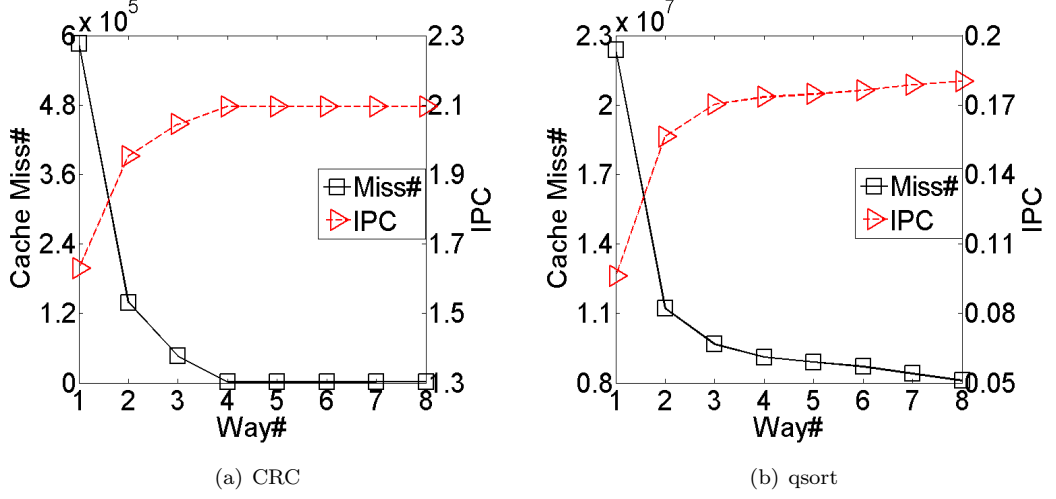 x 10^5
6
4.8
3.6
2.4
1.2
0
Cache Miss#
2.3
2.1
1.9
1.7
1.5
1.3
IPC
Miss#
IPC
1 2 3 4 5 6 7 8
Way#
(a) CRC
x 10^7
2.3
2
1.7
1.4
1.1
0.8
Cache Miss#
0.2
0.17
0.14
0.11
0.08
0.05
IPC
Miss#
IPC
1 2 3 4 5 6 7 8
Way#
(b) qsort